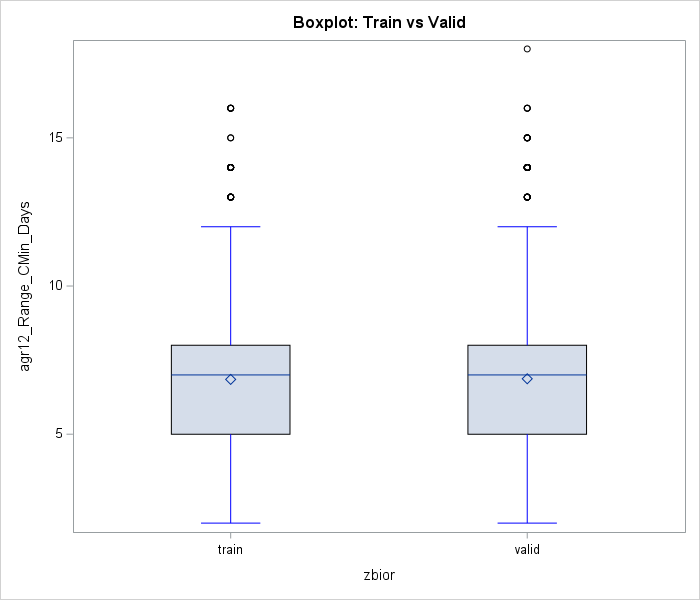 Boxplot: Train vs Valid
agr12_Range_CMin_Days
15
10
5
train
valid
zbior